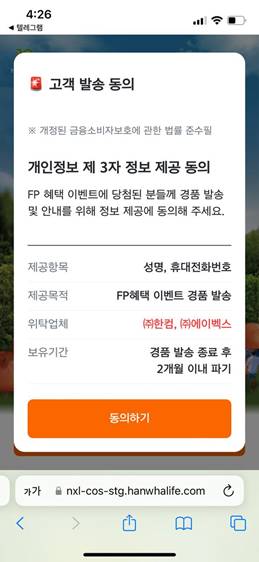 4:26
◀ 텔레그램
고객 발송 동의
※ 개정된 금융소비자보호에 관한 법률 준수필
개인정보 제 3자 정보 제공 동의
FP 혜택 이벤트에 당첨된 분들께 경품 발송
및 안내를 위해 정보 제공에 동의해 주세요.
제공항목 성명, 휴대전화번호
제공목적 FP혜택 이벤트 경품 발송
위탁업체 ㈜한컴, ㈜에이벡스
보유기간 경품 발송 종료 후
2개월 이내 파기
동의하기
가가 nxl-cos-stg.hanwhalife.com